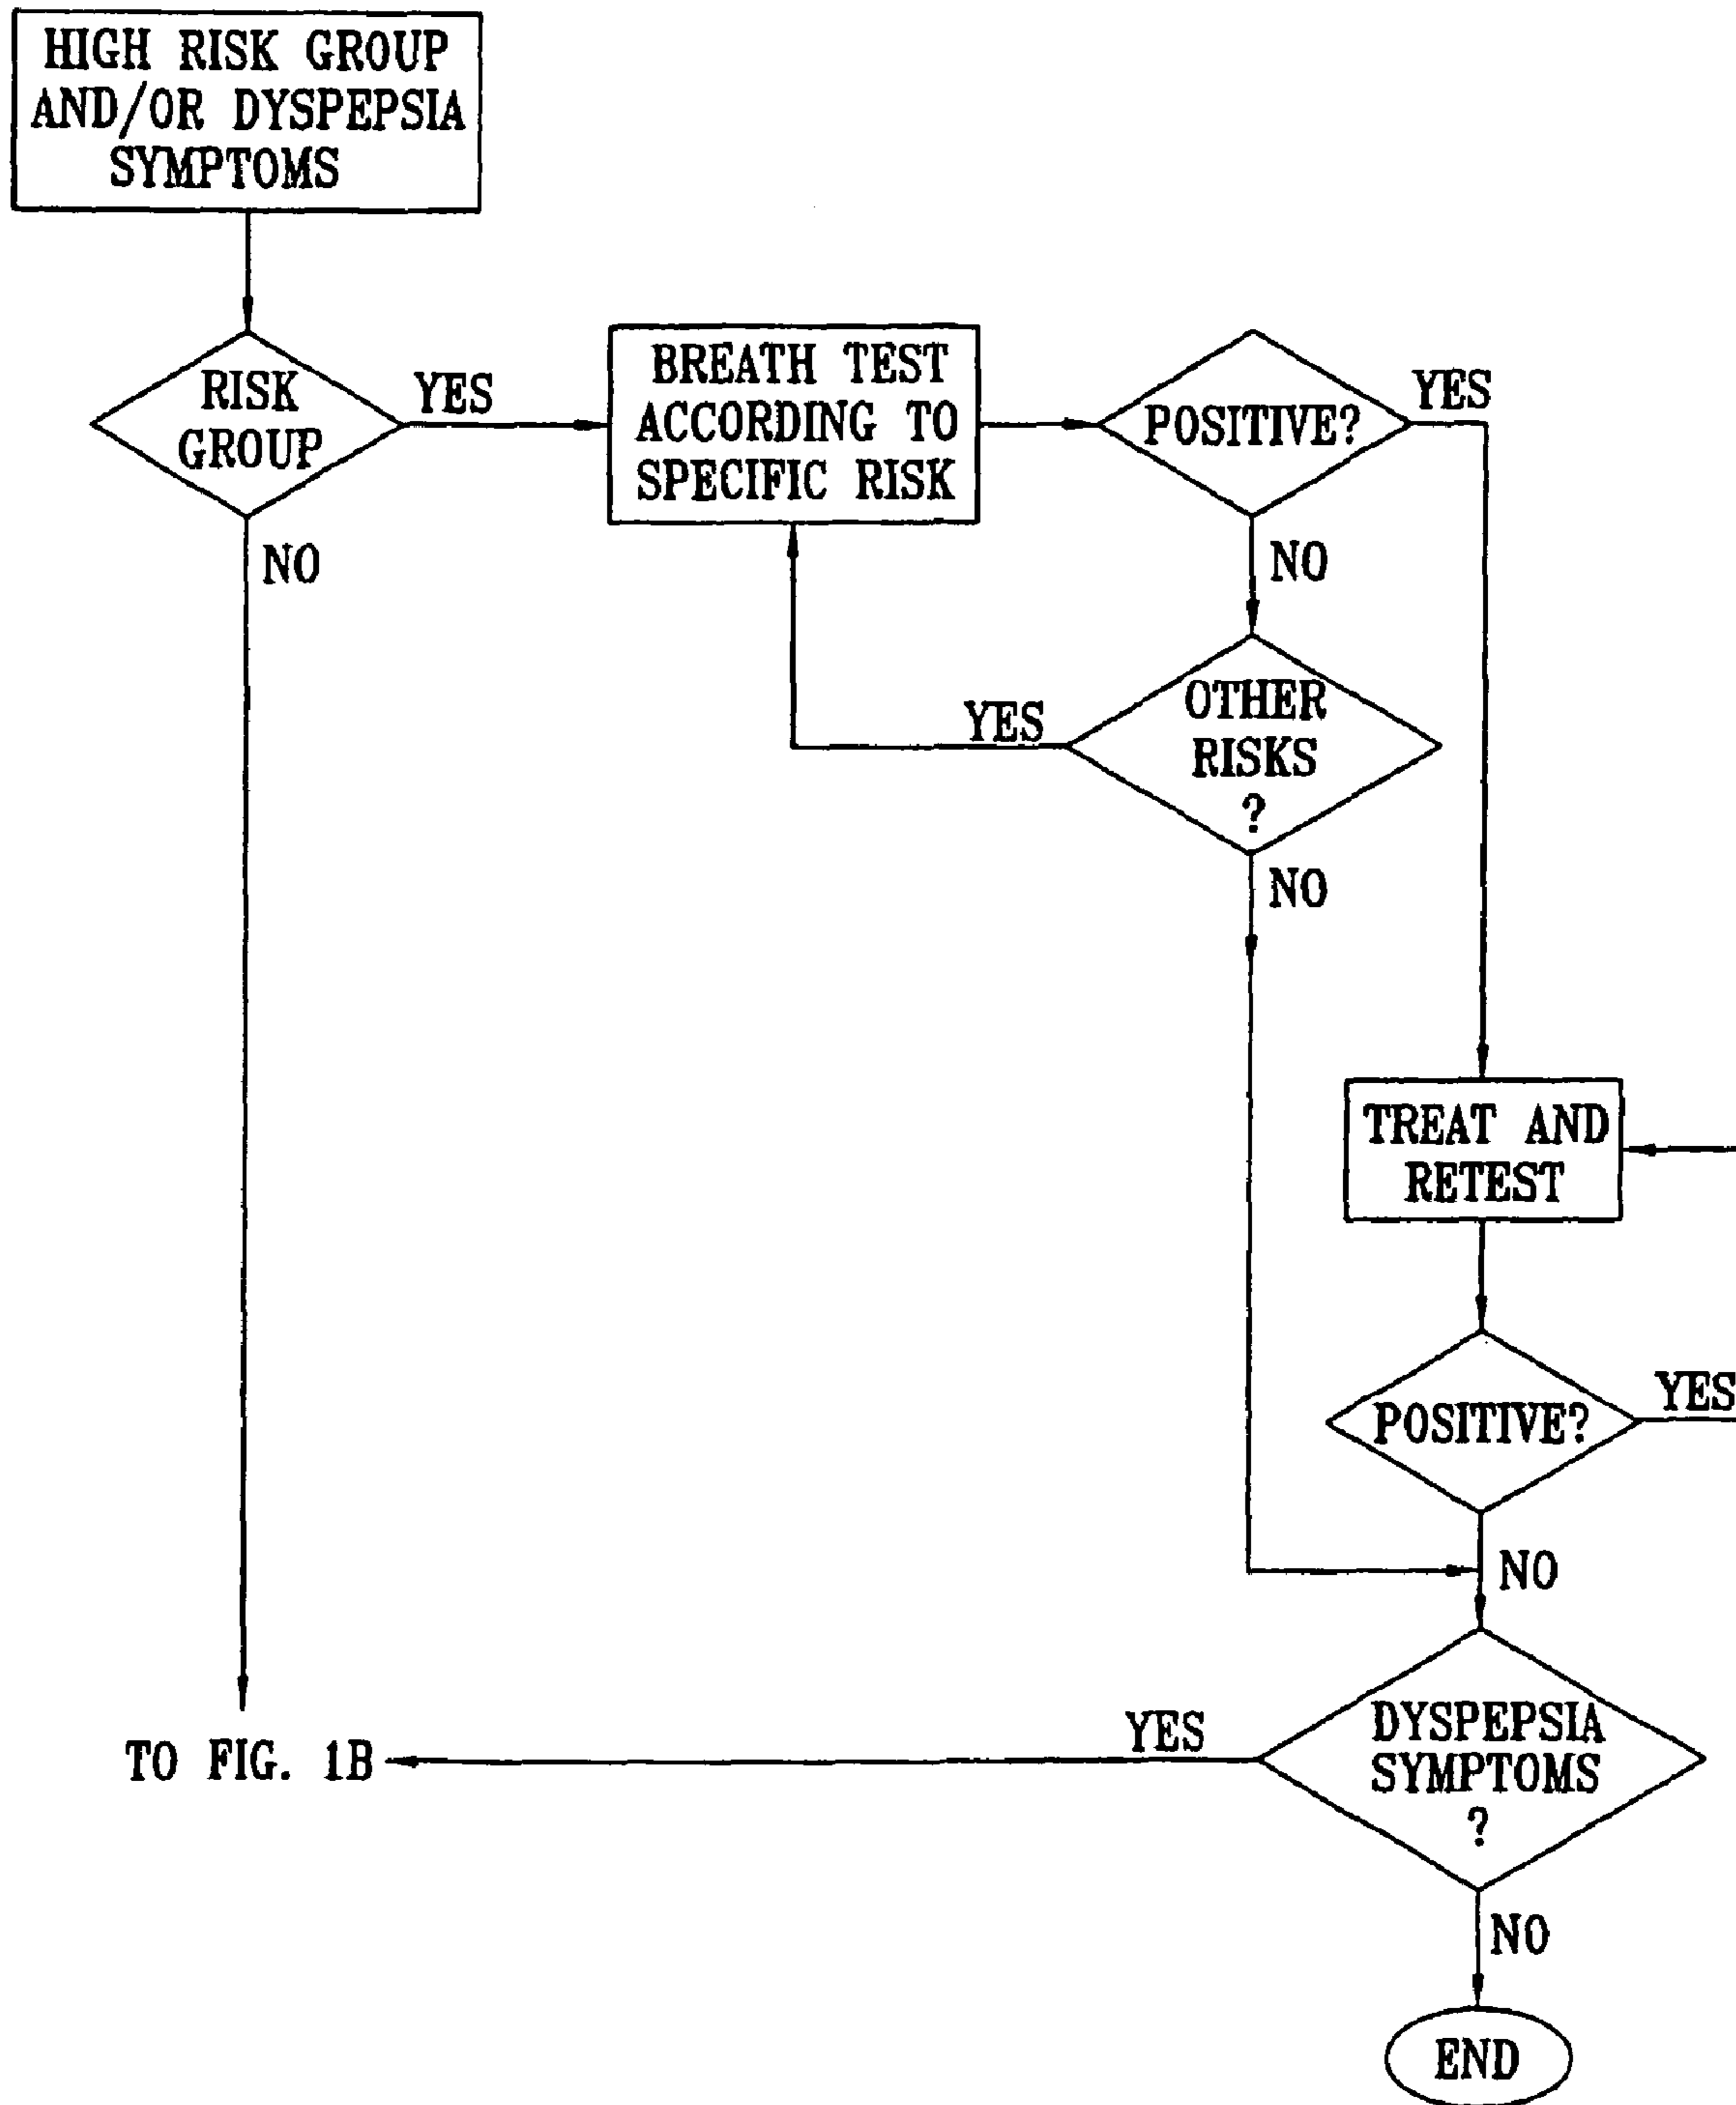 HIGH RISK GROUP
AND/OR DYSPEPSIA
SYMPTOMS
RISK
GROUP
YES
NO
BREATH TEST
ACCORDING TO
SPECIFIC RISK
POSITIVE?
YES
NO
OTHER
RISKS
?
YES
NO
TREAT AND
RETEST
POSITIVE?
YES
NO
DYSPEPSIA
SYMPTOMS
?
YES
TO FIG. 1B
NO
END